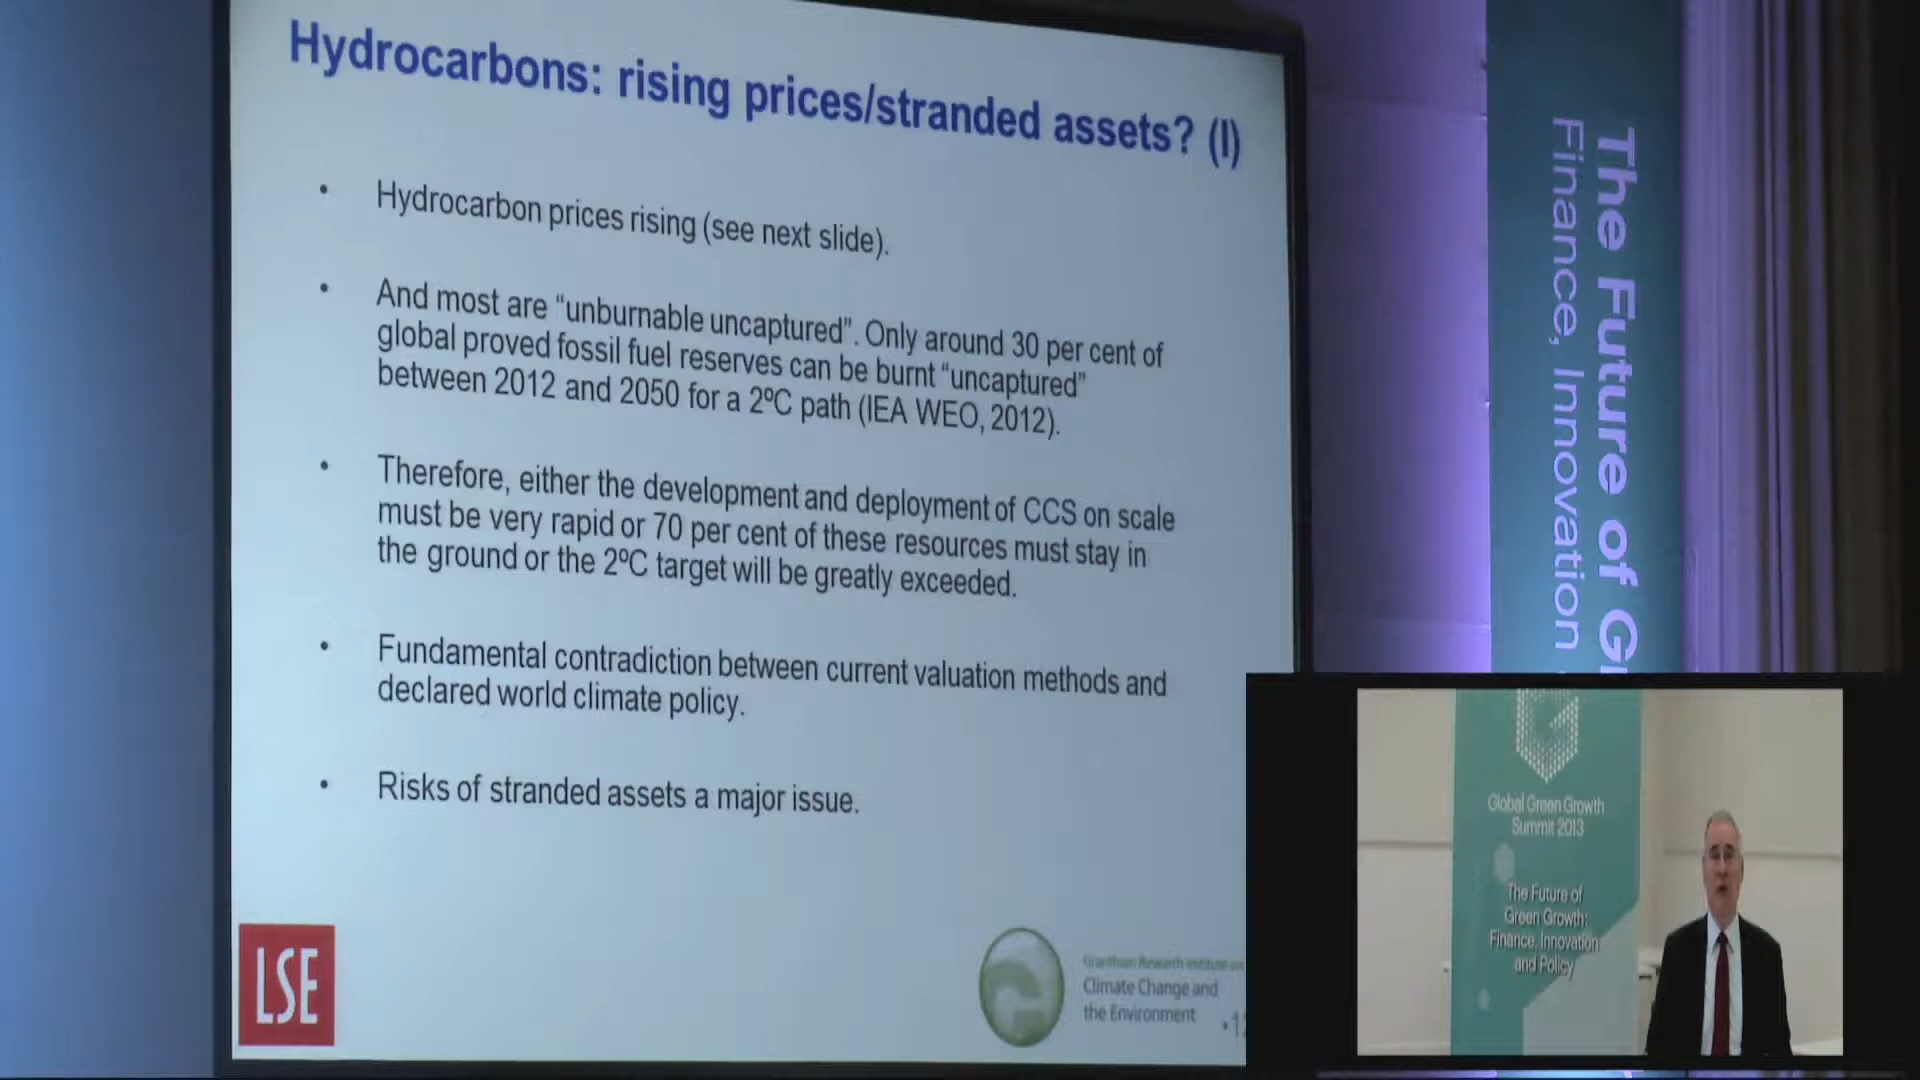 Hydrocarbons: rising prices/stranded assets? (I)
• Hydrocarbon prices rising (see next slide).
• And most are “unburnable uncaptured”. Only around 30 per cent of
global proved fossil fuel reserves can be burnt “uncaptured”
between 2012 and 2050 for a 2ºC path (IEA WEO, 2012).
• Therefore, either the development and deployment of CCS on scale
must be very rapid or 70 per cent of these resources must stay in
the ground or the 2ºC target will be greatly exceeded.
• Fundamental contradiction between current valuation methods and
declared world climate policy.
• Risks of stranded assets a major issue.
LSE
Grantham Research Institute on
Climate Change and
the Environment
The Future of G
Finance, Innovation
Global Green Growth
Summit 2013
The Future of
Green Growth:
Finance, Innovation
and Policy